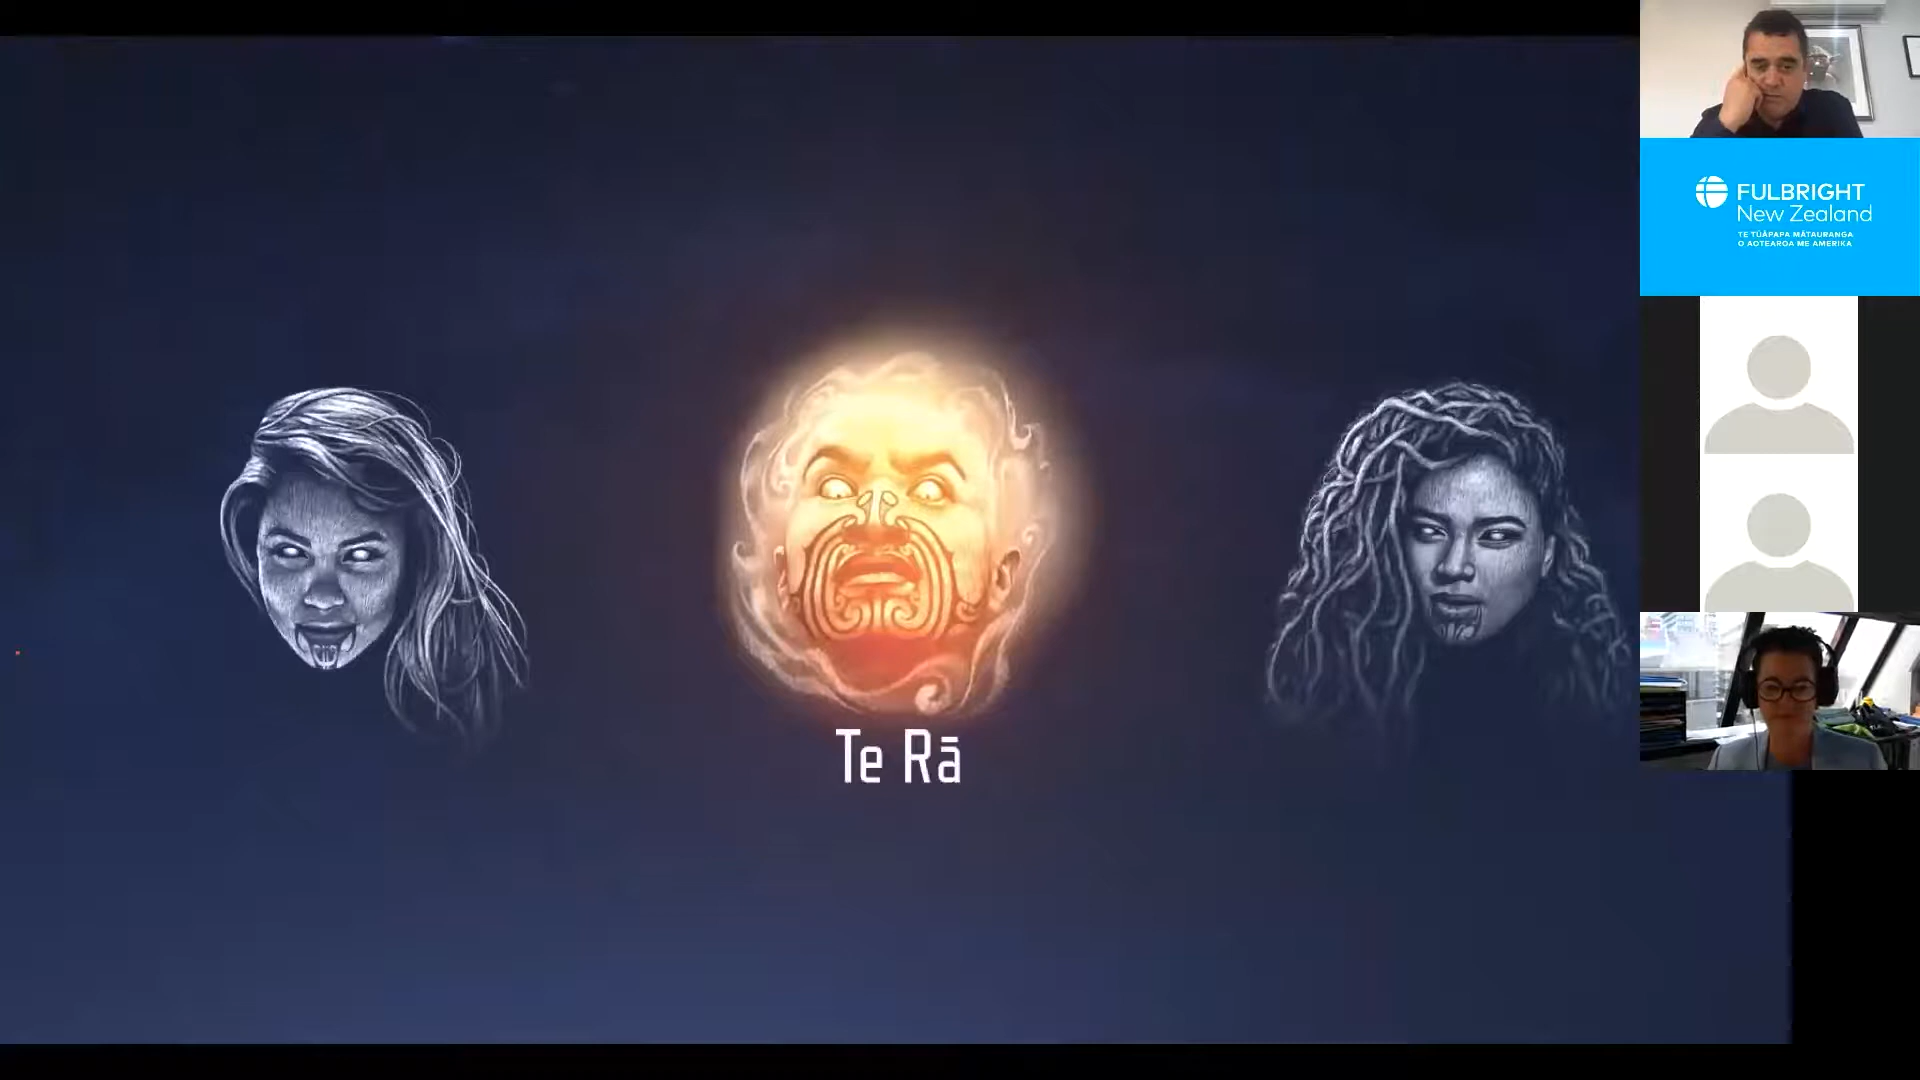 Te Rā
FULBRIGHT
New Zealand
TE TŪĀPAPA MĀTAURANGA
O AOTEAROA ME AMERIKA